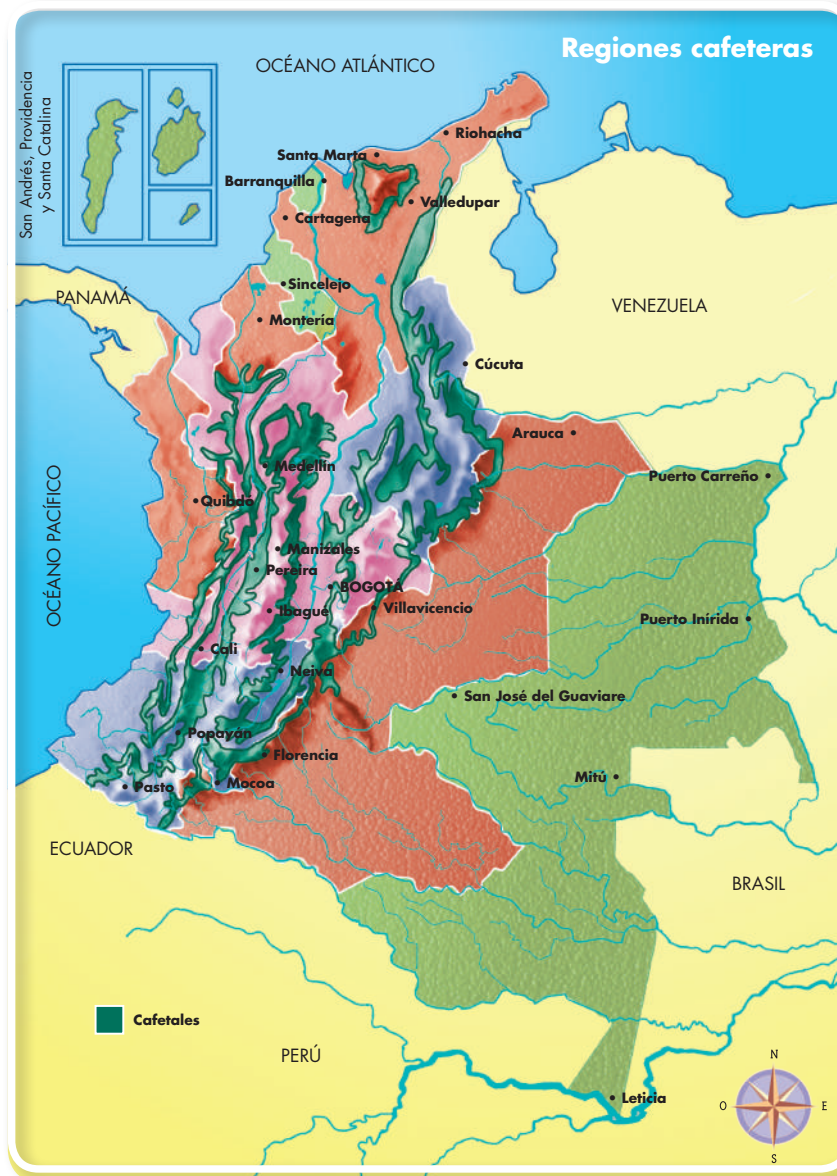 Regiones cafeteras
OCÉANO ATLÁNTICO
San Andrés, Providencia
y Santa Catalina
Riohacha
Santa Marta
Barranquilla
Valledupar
Cartagena
Sincelejo
PANAMÁ
VENEZUELA
Montería
Cúcuta
Arauca
Medellín
Puerto Carreño
Quibdó
OCÉANO PACÍFICO
Manizales
Pereira
BOGOTÁ
Ibagué
Villavicencio
Puerto Inírida
Cali
Neiva
San José del Guaviare
Popayán
Florencia
Mitú
Pasto
Mocoa
ECUADOR
BRASIL
Cafetales
PERÚ
N
Leticia
O
E
S